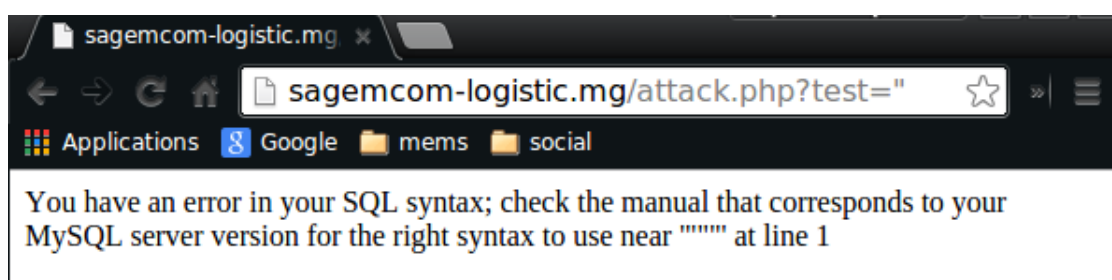 sagemcom-logistic.mg
sagemcom-logistic.mg/attack.php?test="
Applications Google mems social
You have an error in your SQL syntax; check the manual that corresponds to your
MySQL server version for the right syntax to use near '"""' at line 1